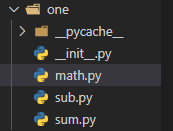 one
__pycache__
__init__.py
math.py
sub.py
sum.py